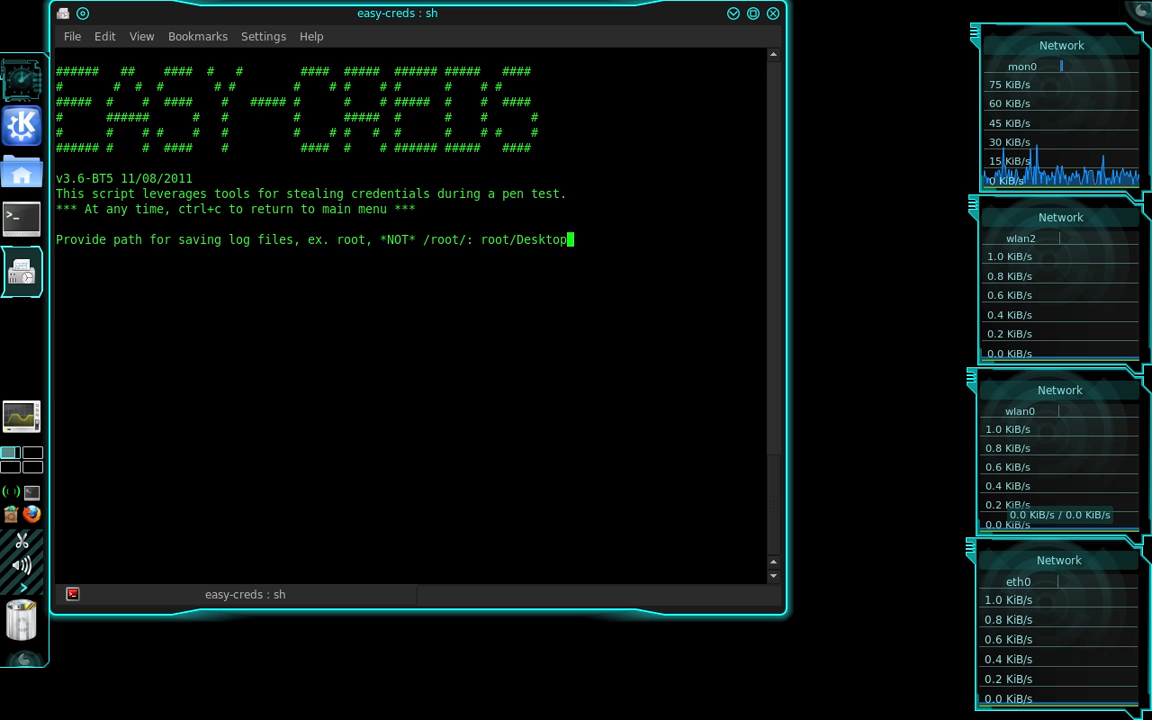 easy-creds : sh
File Edit View Bookmarks Settings Help
EASY-CREDS
v3.6-BT5 11/08/2011
This script leverages tools for stealing credentials during a pen test.
*** At any time, ctrl+c to return to main menu ***
Provide path for saving log files, ex. root, *NOT* /root/: root/Desktop
easy-creds : sh
Network
mon0
75 KiB/s
60 KiB/s
45 KiB/s
30 KiB/s
15 KiB/s
0 KiB/s
Network
wlan2
1.0 KiB/s
0.8 KiB/s
0.6 KiB/s
0.4 KiB/s
0.2 KiB/s
0.0 KiB/s
Network
wlan0
1.0 KiB/s
0.8 KiB/s
0.6 KiB/s
0.4 KiB/s
0.2 KiB/s
0.0 KiB/s / 0.0 KiB/s
0.0 KiB/s
Network
eth0
1.0 KiB/s
0.8 KiB/s
0.6 KiB/s
0.4 KiB/s
0.2 KiB/s
0.0 KiB/s